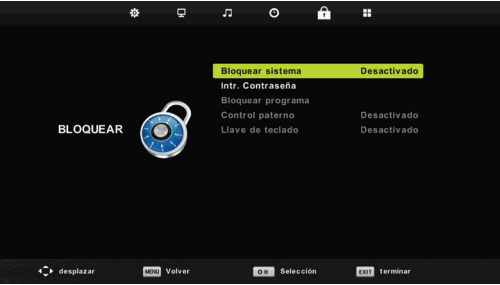 Bloquear sistema Desactivado
Intr. Contraseña
Bloquear programa
Control paterno Desactivado
Llave de teclado Desactivado
BLOQUEAR
desplazar MENU Volver OK Selección EXIT terminar